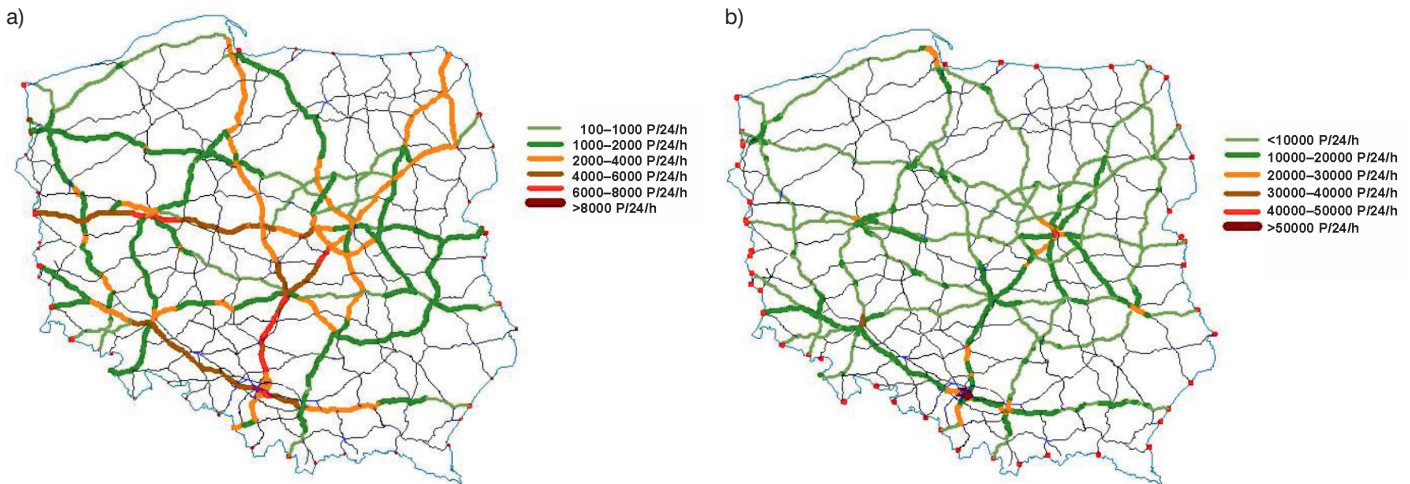 a)
100–1000 P/24/h
1000–2000 P/24/h
2000–4000 P/24/h
4000–6000 P/24/h
6000–8000 P/24/h
>8000 P/24/h
b)
<10000 P/24/h
10000–20000 P/24/h
20000–30000 P/24/h
30000–40000 P/24/h
40000–50000 P/24/h
>50000 P/24/h